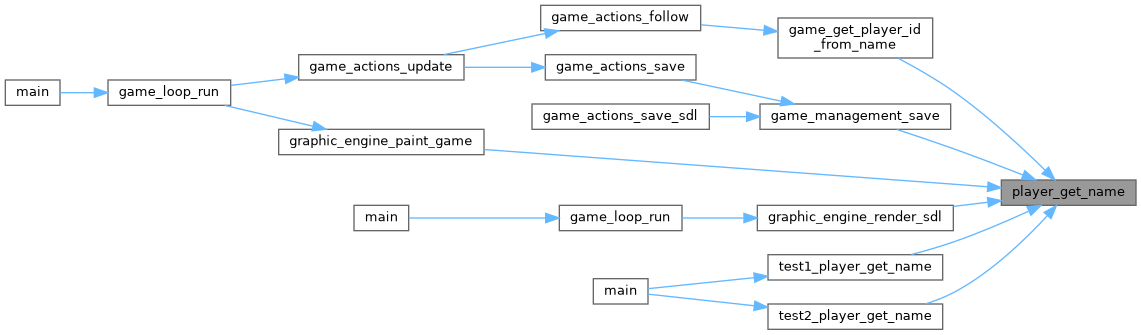 game_actions_follow
game_get_player_id
_from_name
game_actions_update
game_actions_save
main
game_loop_run
game_actions_save_sdl
game_management_save
graphic_engine_paint_game
player_get_name
main
game_loop_run
graphic_engine_render_sdl
test1_player_get_name
main
test2_player_get_name